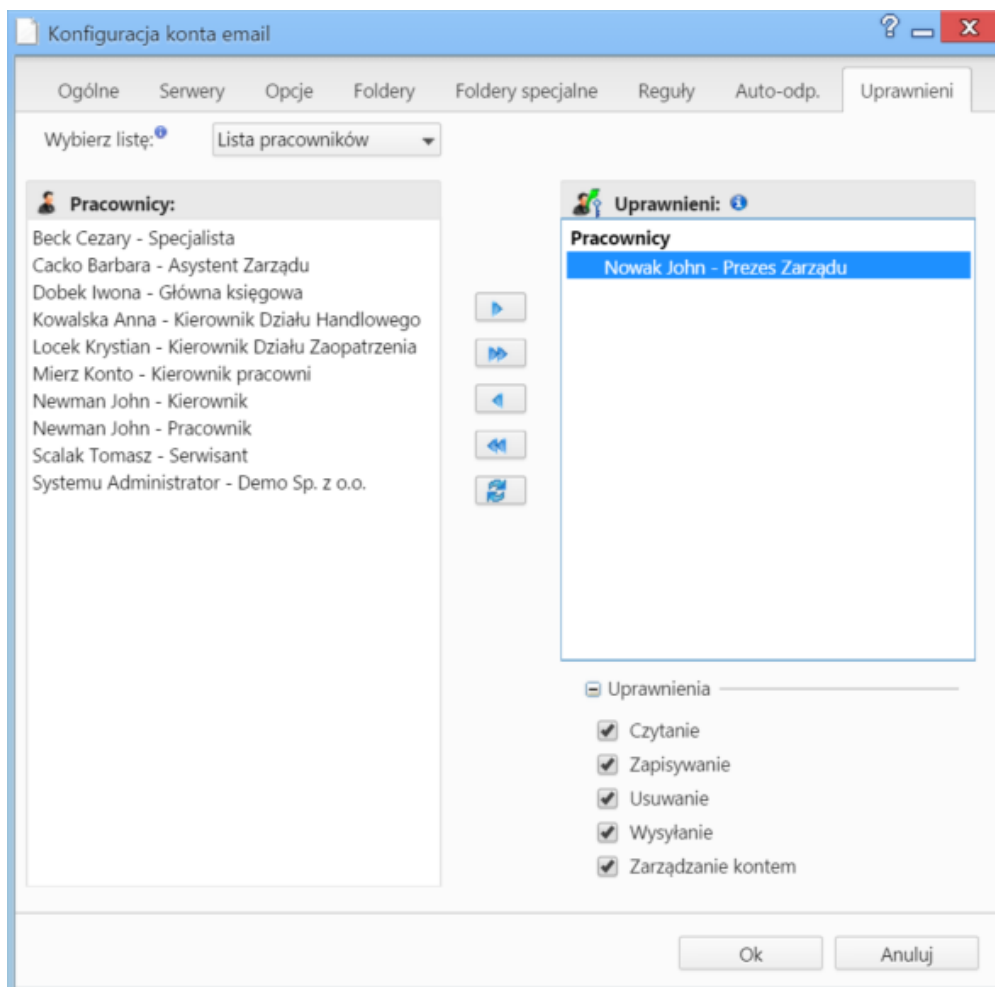 Konfiguracja konta email
Ogólne Serwery Opcje Foldery Foldery specjalne Reguły Auto-odp. Uprawnieni
Wybierz listę: Lista pracowników
Pracownicy:
Beck Cezary - Specjalista
Cacko Barbara - Asystent Zarządu
Dobek Iwona - Główna księgowa
Kowalska Anna - Kierownik Działu Handlowego
Locek Krystian - Kierownik Działu Zaopatrzenia
Mierz Konto - Kierownik pracowni
Newman John - Kierownik
Newman John - Pracownik
Scalak Tomasz - Serwisant
Systemu Administrator - Demo Sp. z o.o.
Uprawnieni:
Pracownicy
Nowak John - Prezes Zarządu
Uprawnienia
Czytanie
Zapisywanie
Usuwanie
Wysyłanie
Zarządzanie kontem
Ok Anuluj